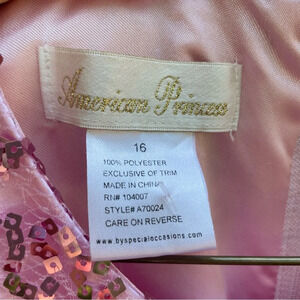 American Princess
16
100% POLYESTER
EXCLUSIVE OF TRIM
MADE IN CHINA
RN# 104007
STYLE# A70024
CARE ON REVERSE
www.byspecialoccasions.com